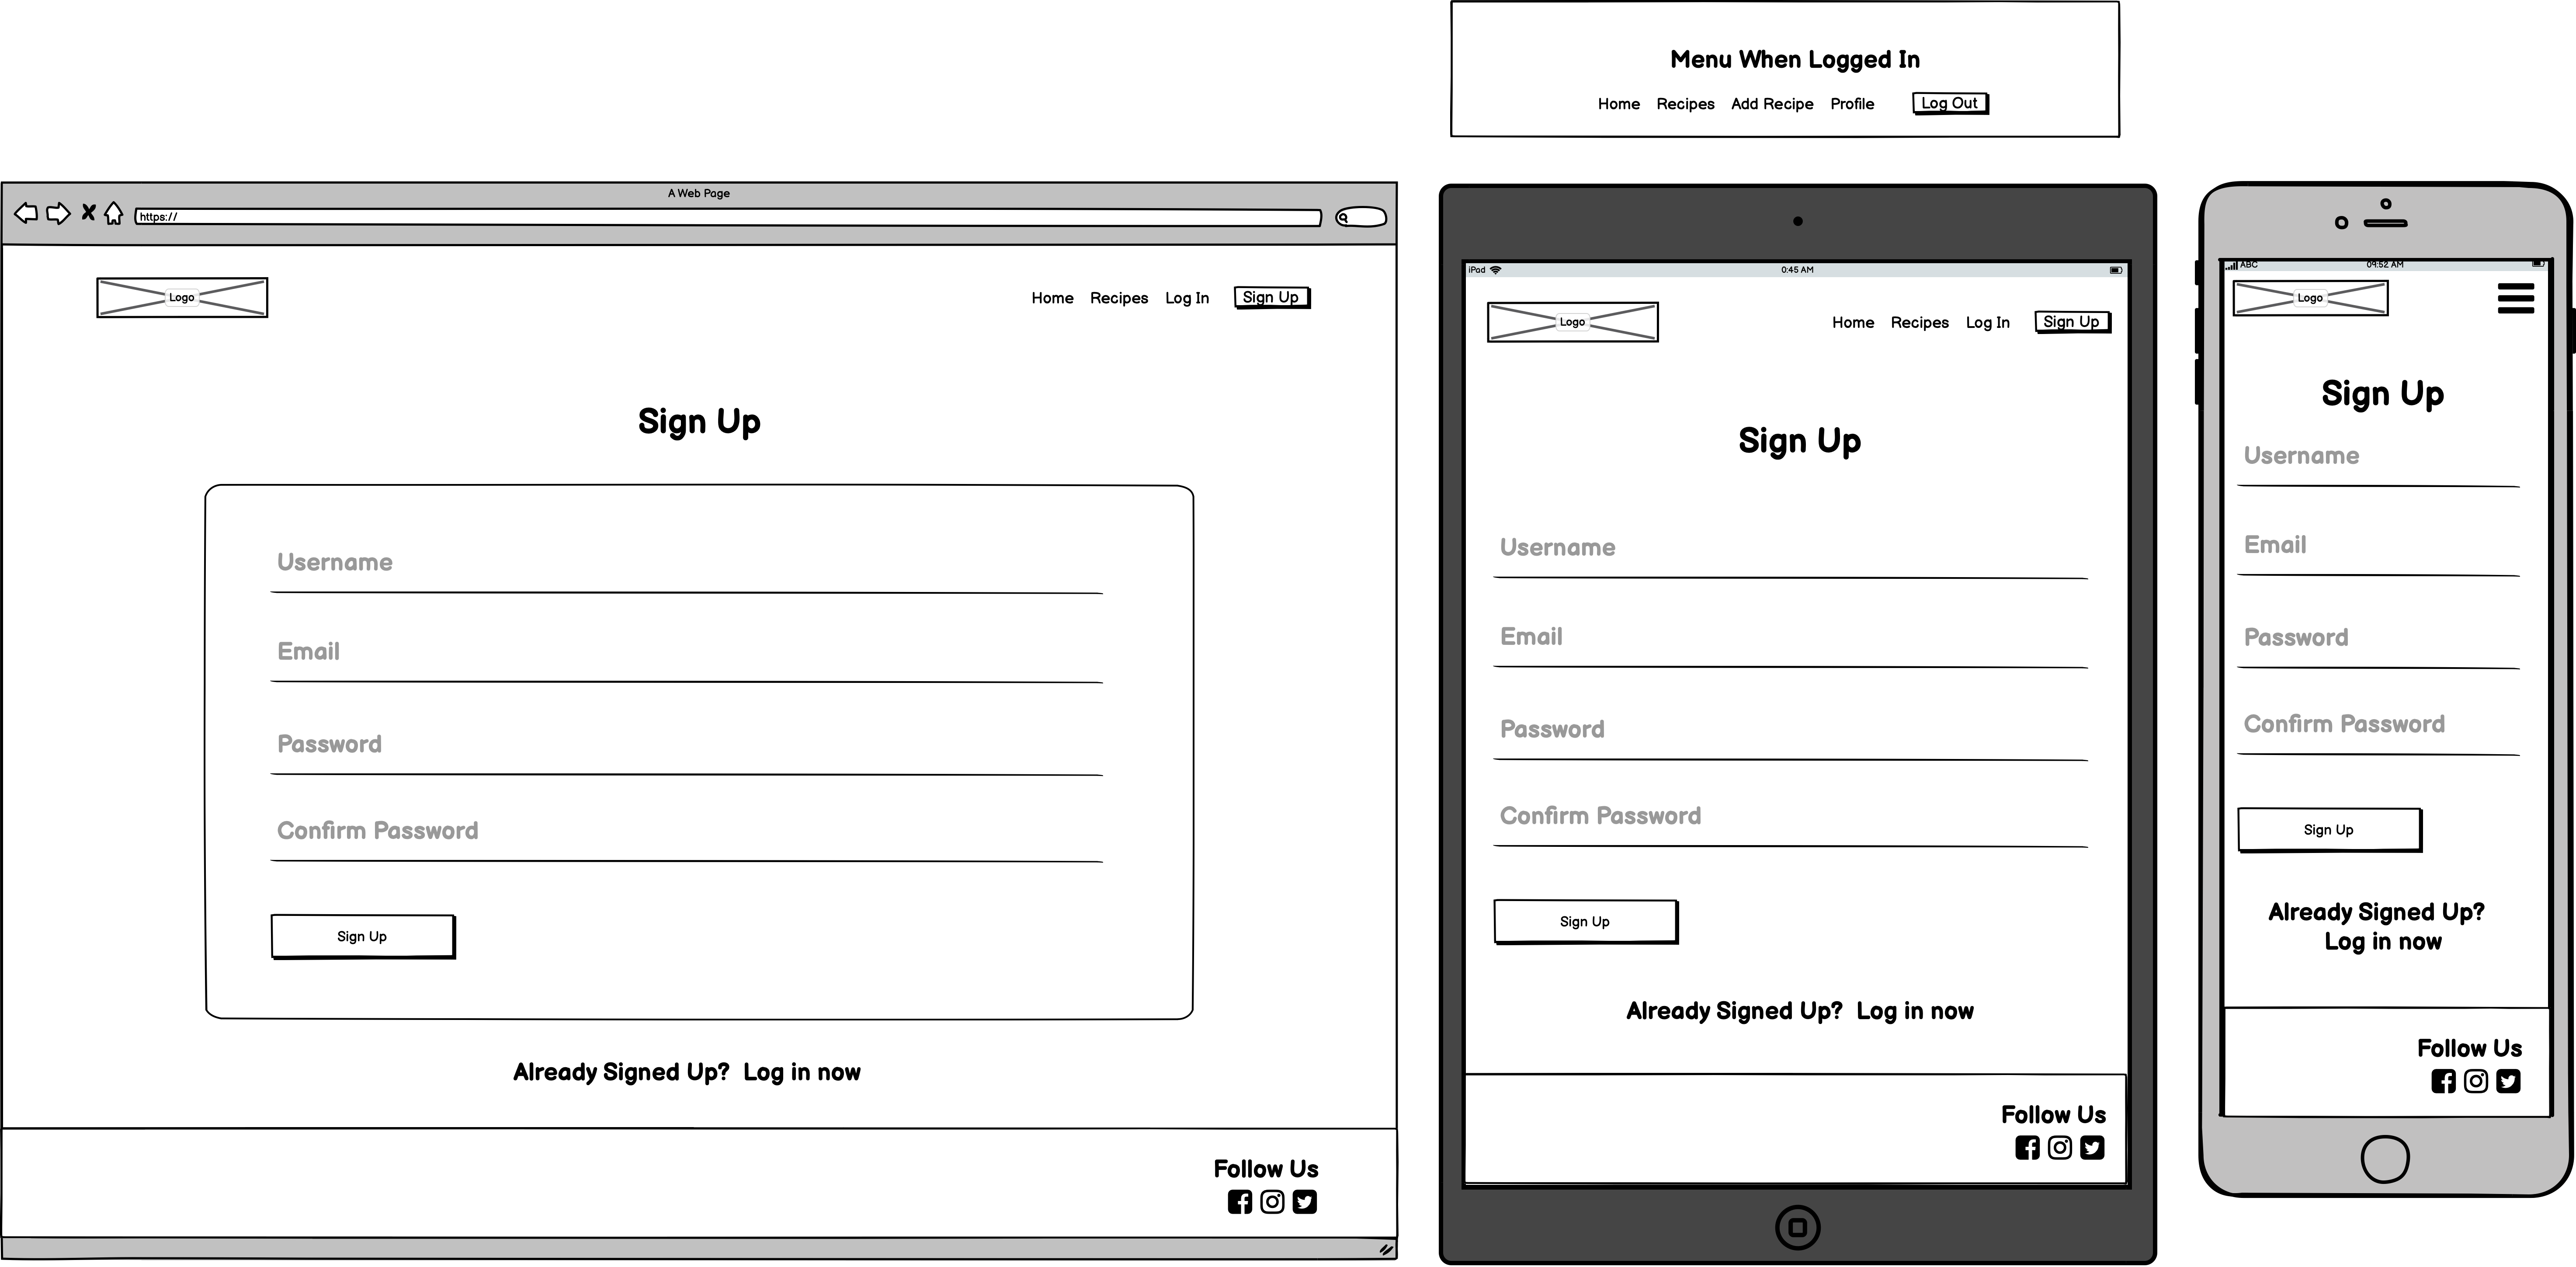 Menu When Logged In
Home Recipes Add Recipe Profile Log Out
A Web Page
https://
Logo
Home Recipes Log In Sign Up
Sign Up
Username
Email
Password
Confirm Password
Sign Up
Already Signed Up? Log in now
Follow Us
iPad 0:45 AM
Logo
Home Recipes Log In Sign Up
Sign Up
Username
Email
Password
Confirm Password
Sign Up
Already Signed Up? Log in now
Follow Us
ABC 09:52 AM
Logo
Sign Up
Username
Email
Password
Confirm Password
Sign Up
Already Signed Up?
Log in now
Follow Us